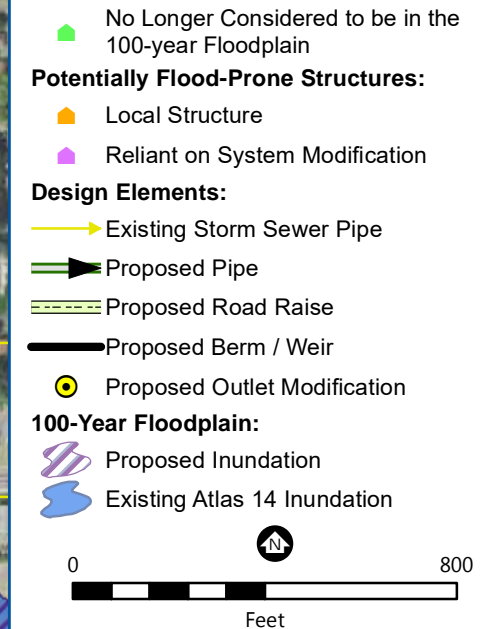 No Longer Considered to be in the
100-year Floodplain
Potentially Flood-Prone Structures:
Local Structure
Reliant on System Modification
Design Elements:
Existing Storm Sewer Pipe
Proposed Pipe
Proposed Road Raise
Proposed Berm / Weir
Proposed Outlet Modification
100-Year Floodplain:
Proposed Inundation
Existing Atlas 14 Inundation
N
0 800
Feet